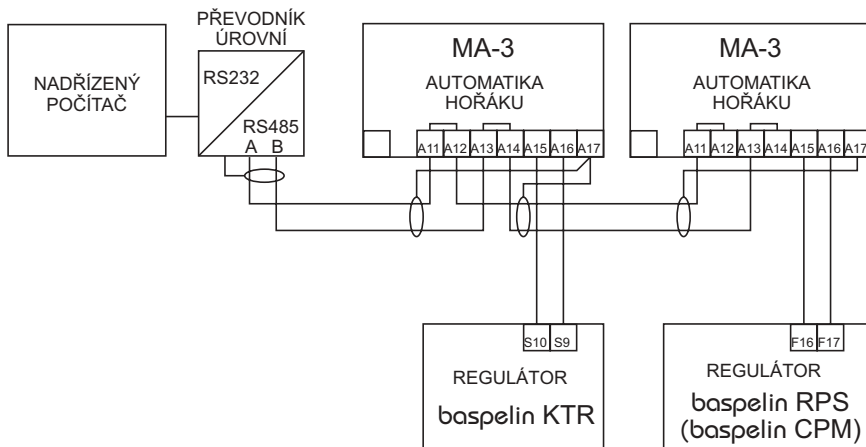 NADŘÍZENÝ
POČÍTAČ
PŘEVODNÍK
ÚROVNÍ
RS232
RS485
A B
MA-3
AUTOMATIKA
HOŘÁKU
A11 A12 A13 A14 A15 A16 A17
MA-3
AUTOMATIKA
HOŘÁKU
A11 A12 A13 A14 A15 A16 A17
S10 S9
REGULÁTOR
baspelin KTR
F16 F17
REGULÁTOR
baspelin RPS
(baspelin CPM)